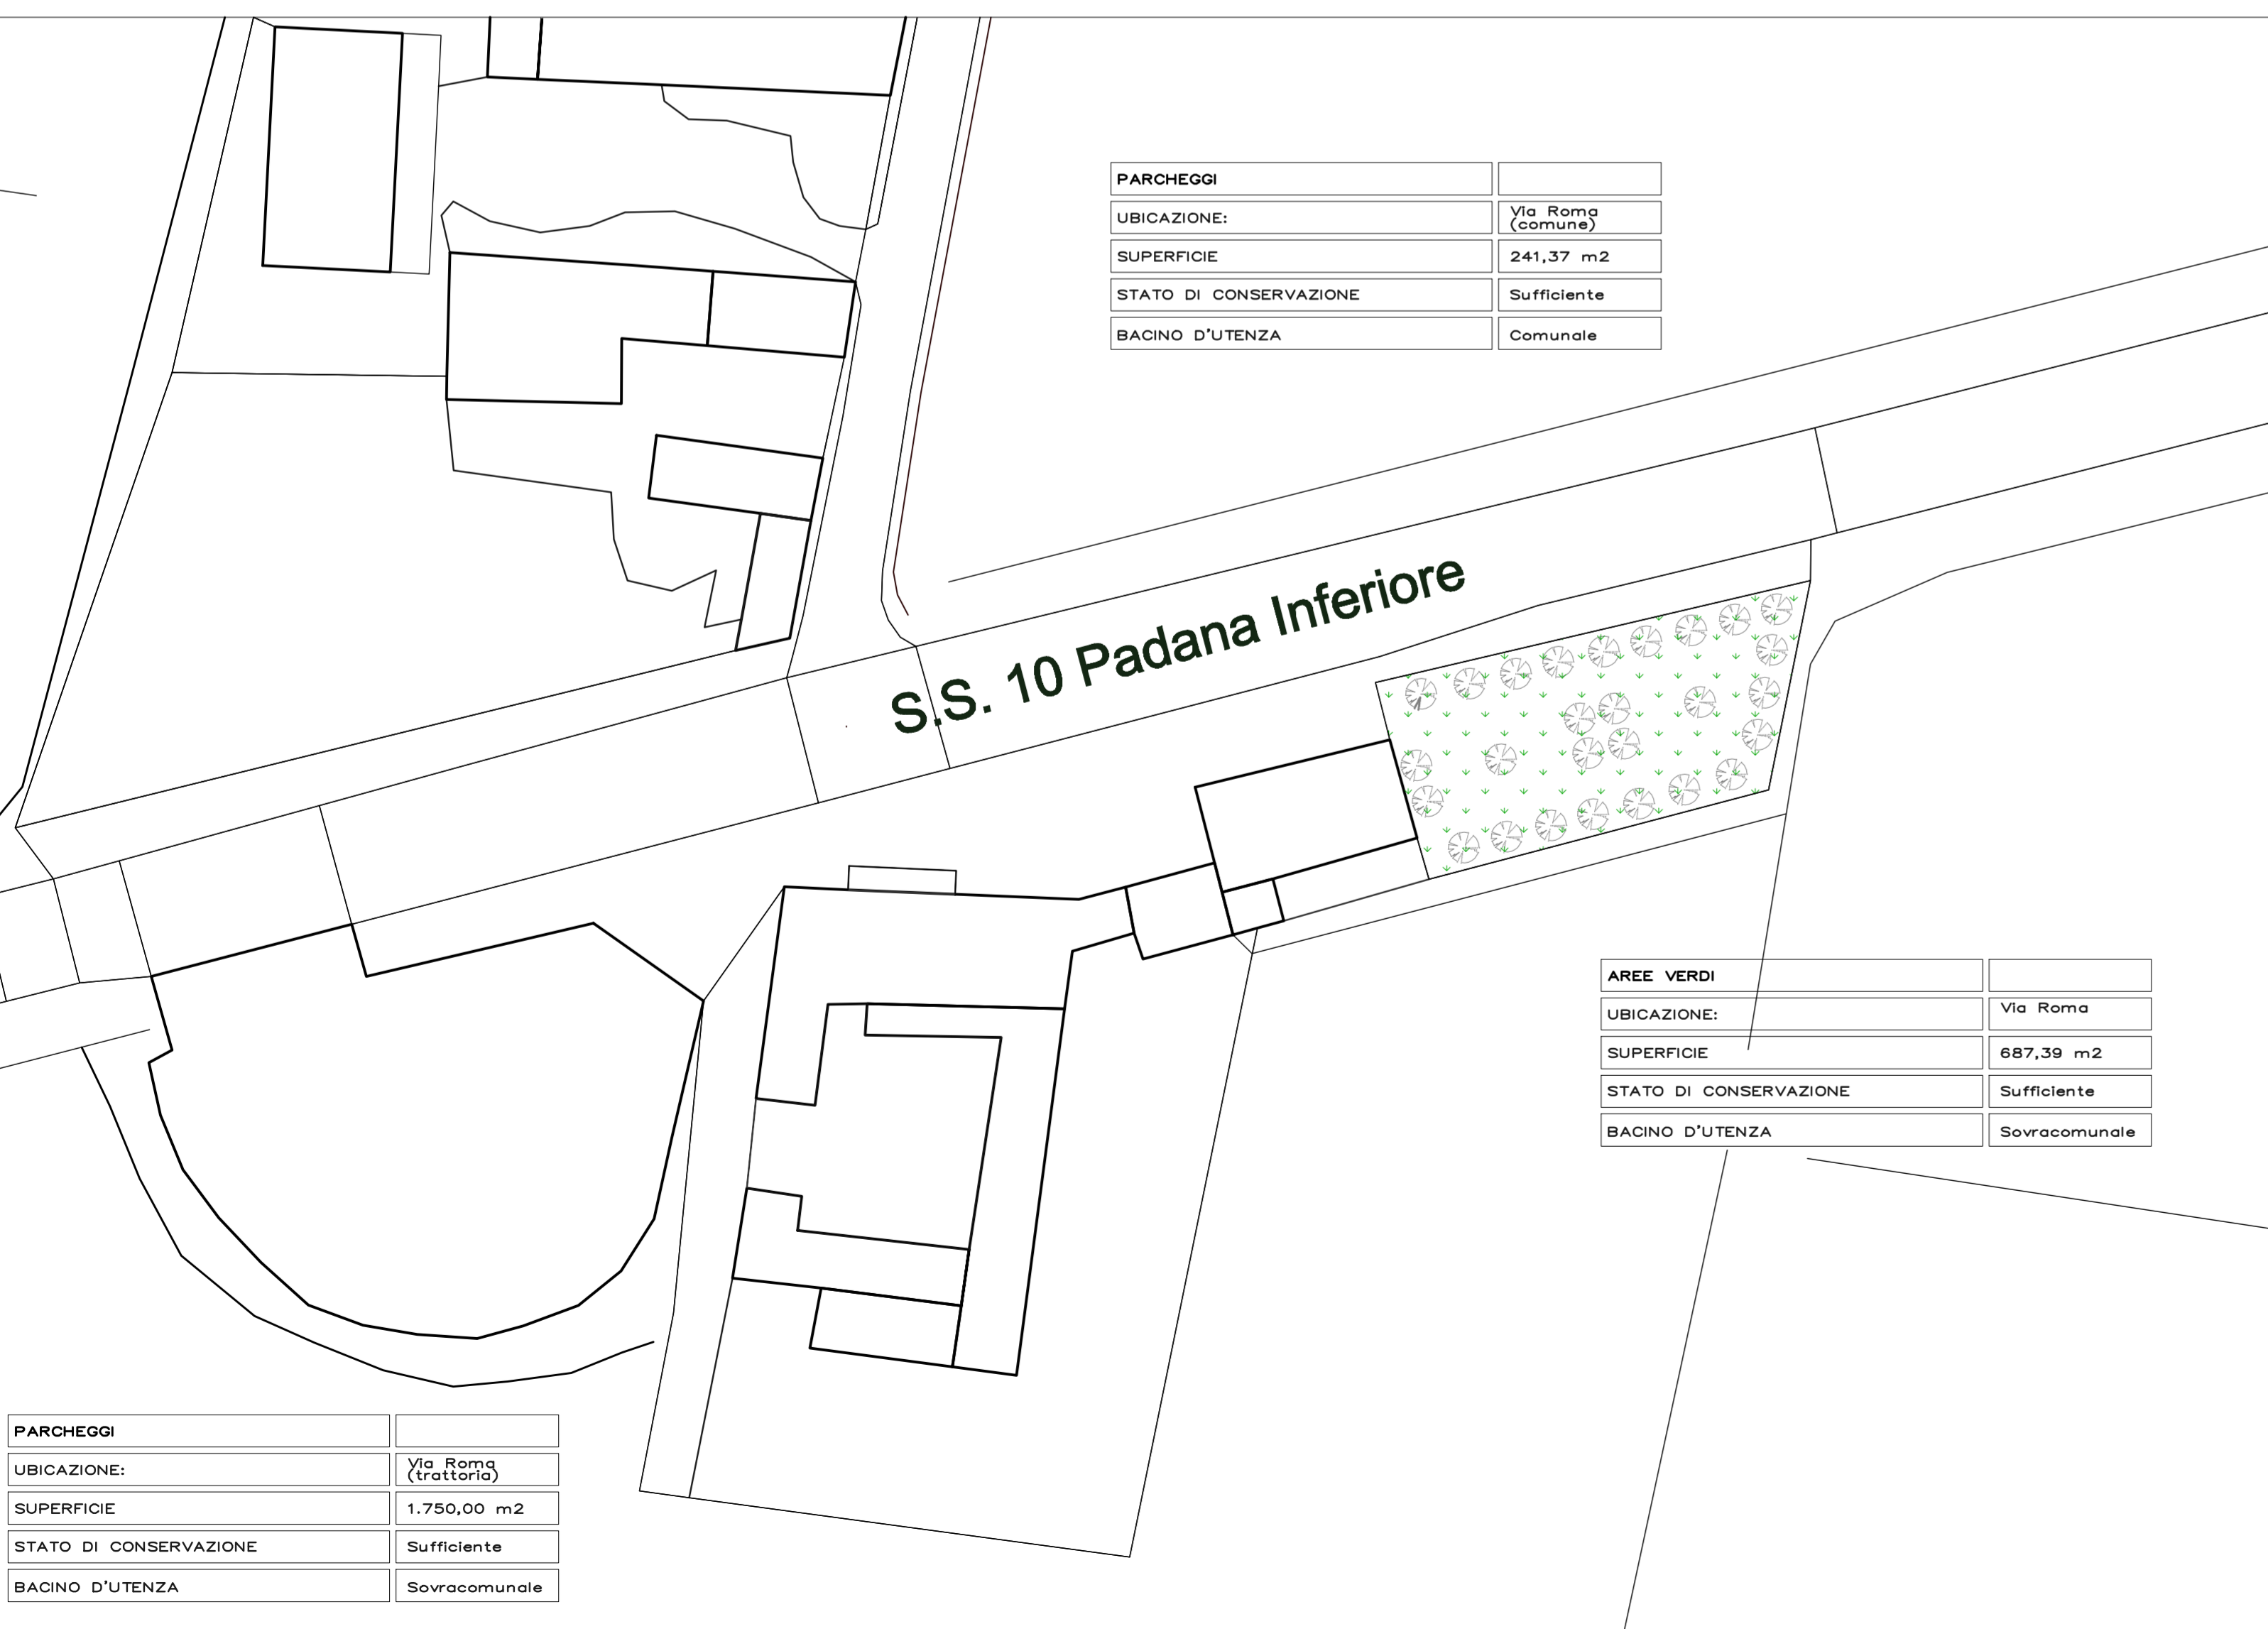 PARCHEGGI
UBICAZIONE: Via Roma
(comune)
SUPERFICIE 241,37 m2
STATO DI CONSERVAZIONE Sufficiente
BACINO D'UTENZA Comunale
S.S. 10 Padana Inferiore
AREE VERDI
UBICAZIONE: Via Roma
SUPERFICIE 687,39 m2
STATO DI CONSERVAZIONE Sufficiente
BACINO D'UTENZA Sovracomunale
PARCHEGGI
UBICAZIONE: Via Roma
(trattoria)
SUPERFICIE 1.750,00 m2
STATO DI CONSERVAZIONE Sufficiente
BACINO D'UTENZA Sovracomunale